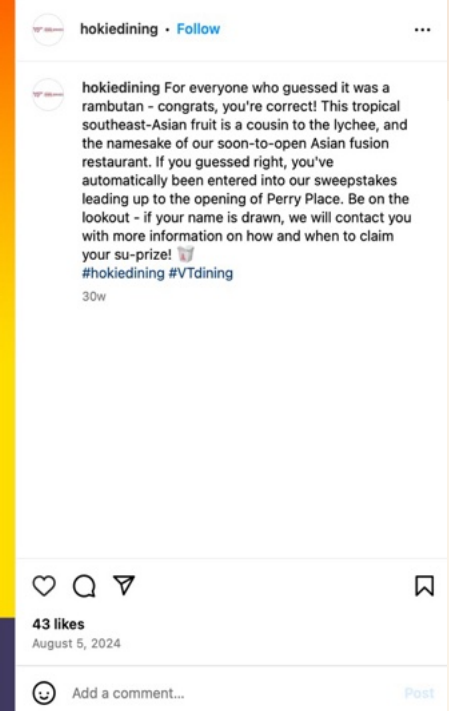 hokiedining • Follow
hokiedining For everyone who guessed it was a
rambutan - congrats, you're correct! This tropical
southeast-Asian fruit is a cousin to the lychee, and
the namesake of our soon-to-open Asian fusion
restaurant. If you guessed right, you've
automatically been entered into our sweepstakes
leading up to the opening of Perry Place. Be on the
lookout - if your name is drawn, we will contact you
with more information on how and when to claim
your su-prize! 🥡
#hokiedining #VTdining
30w
43 likes
August 5, 2024
Add a comment...
Post